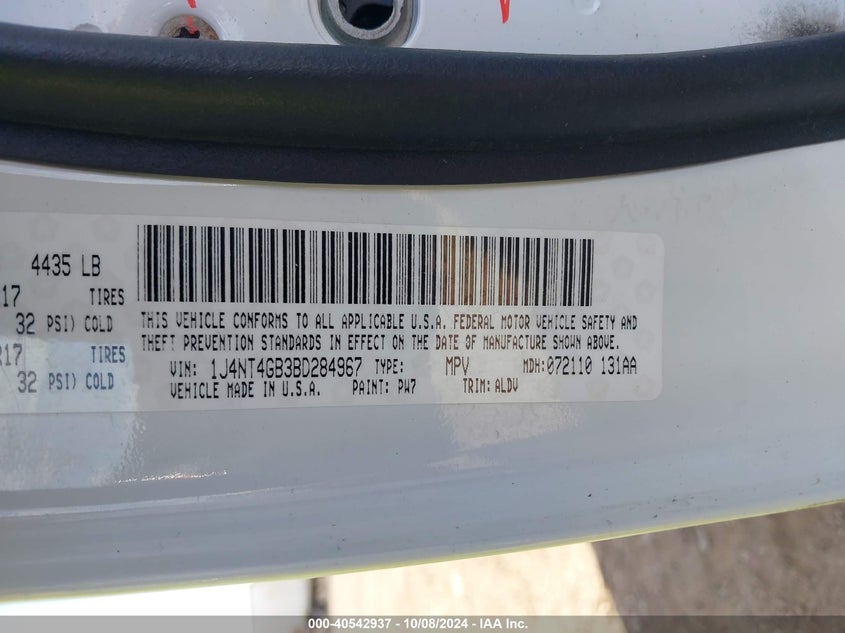 4435 LB
17 TIRES
32 PSI) COLD
R17 TIRES
32 PSI) COLD
THIS VEHICLE CONFORMS TO ALL APPLICABLE U.S.A. FEDERAL MOTOR VEHICLE SAFETY AND
THEFT PREVENTION STANDARDS IN EFFECT ON THE DATE OF MANUFACTURE SHOWN ABOVE.
VIN: 1J4NT4GB3BD284967 TYPE: MPV MDH: 072110 131AA
VEHICLE MADE IN U.S.A. PAINT: PW7 TRIM: ALDV
000-40542937 | 10/08/2024 | IAA Inc.